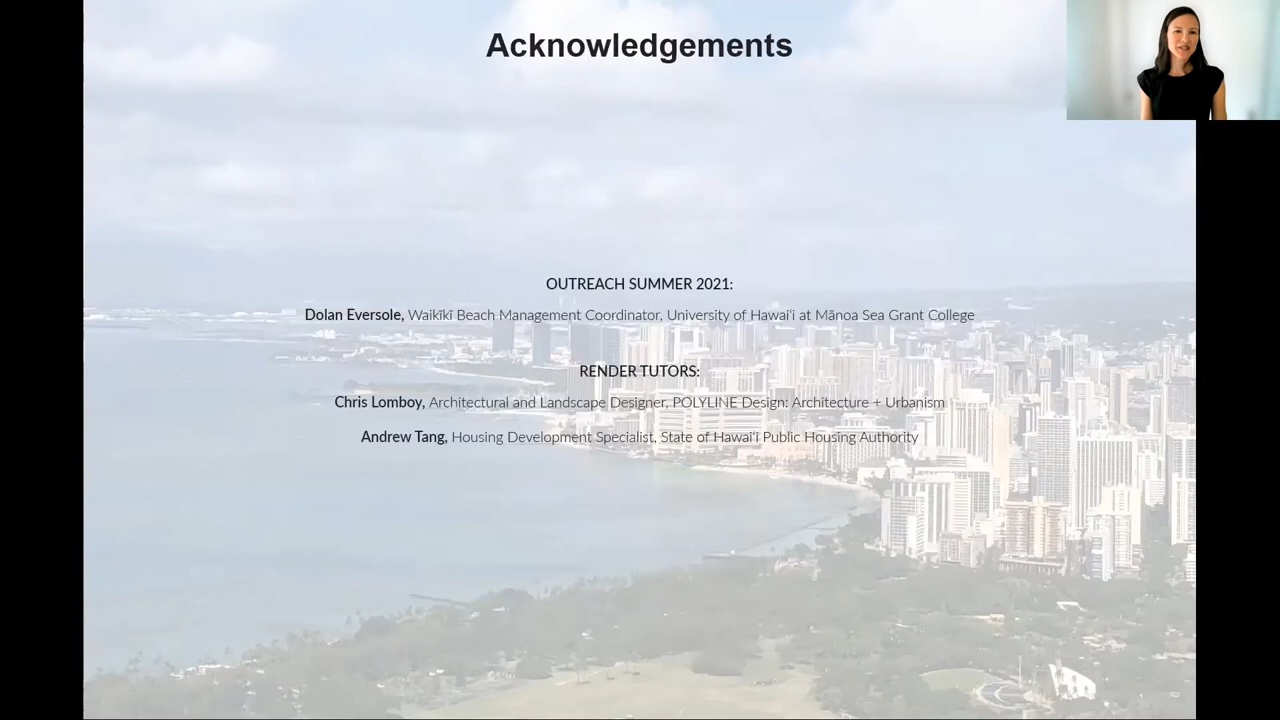 Acknowledgements
OUTREACH SUMMER 2021:
Dolan Eversole, Waikīkī Beach Management Coordinator, University of Hawaiʻi at Mānoa Sea Grant College
RENDER TUTORS:
Chris Lomboy, Architectural and Landscape Designer, POLYLINE Design: Architecture + Urbanism
Andrew Tang, Housing Development Specialist, State of Hawaiʻi Public Housing Authority